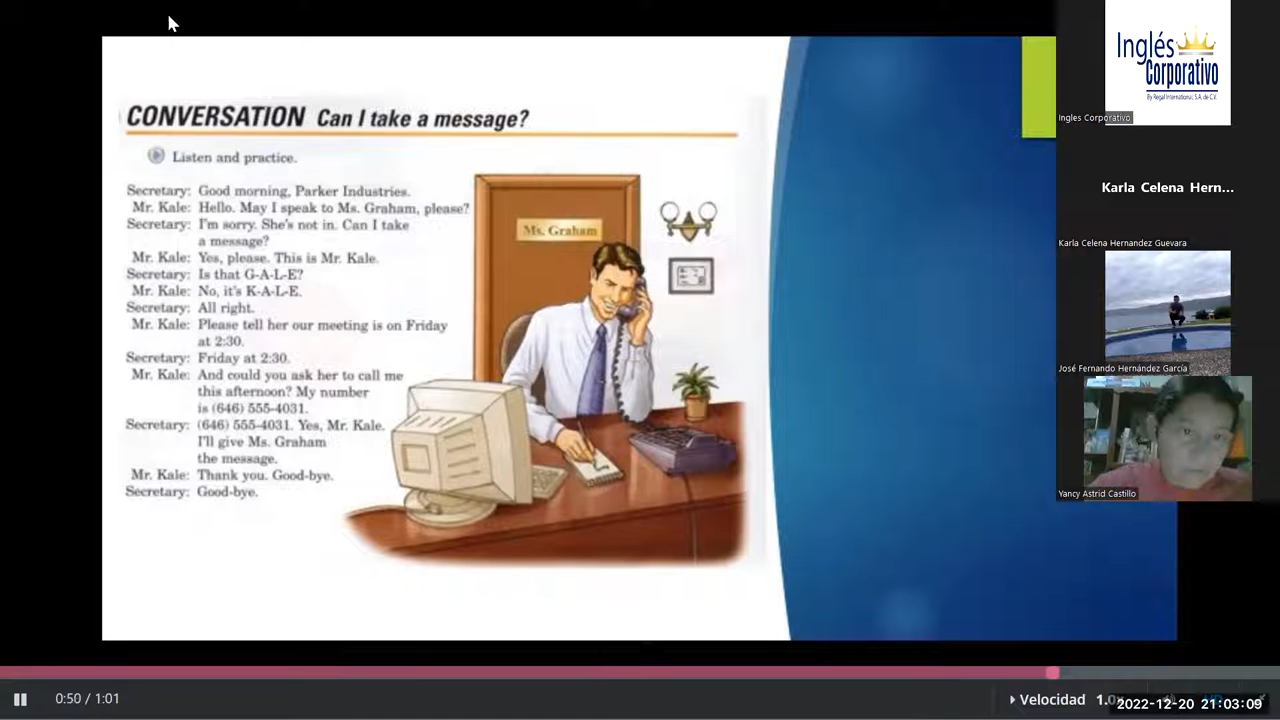 CONVERSATION Can I take a message?
Listen and practice.
Secretary: Good morning, Parker Industries.
Mr. Kale: Hello. May I speak to Ms. Graham, please?
Secretary: I'm sorry. She's not in. Can I take
a message?
Mr. Kale: Yes, please. This is Mr. Kale.
Secretary: Is that G-A-L-E?
Mr. Kale: No, it's K-A-L-E.
Secretary: All right.
Mr. Kale: Please tell her our meeting is on Friday
at 2:30.
Secretary: Friday at 2:30.
Mr. Kale: And could you ask her to call me
this afternoon? My number
is (646) 555-4031.
Secretary: (646) 555-4031. Yes, Mr. Kale.
I'll give Ms. Graham
the message.
Mr. Kale: Thank you. Good-bye.
Secretary: Good-bye.
Ms. Graham
Inglés
Corporativo
By Regal International, S.A. de C.V.
Ingles Corporativo
Karla Celena Hern...
Karla Celena Hernandez Guevara
José Fernando Hernández García
Yancy Astrid Castillo
0:50 / 1:01
Velocidad 1.0x
2022-12-20 21:03:09